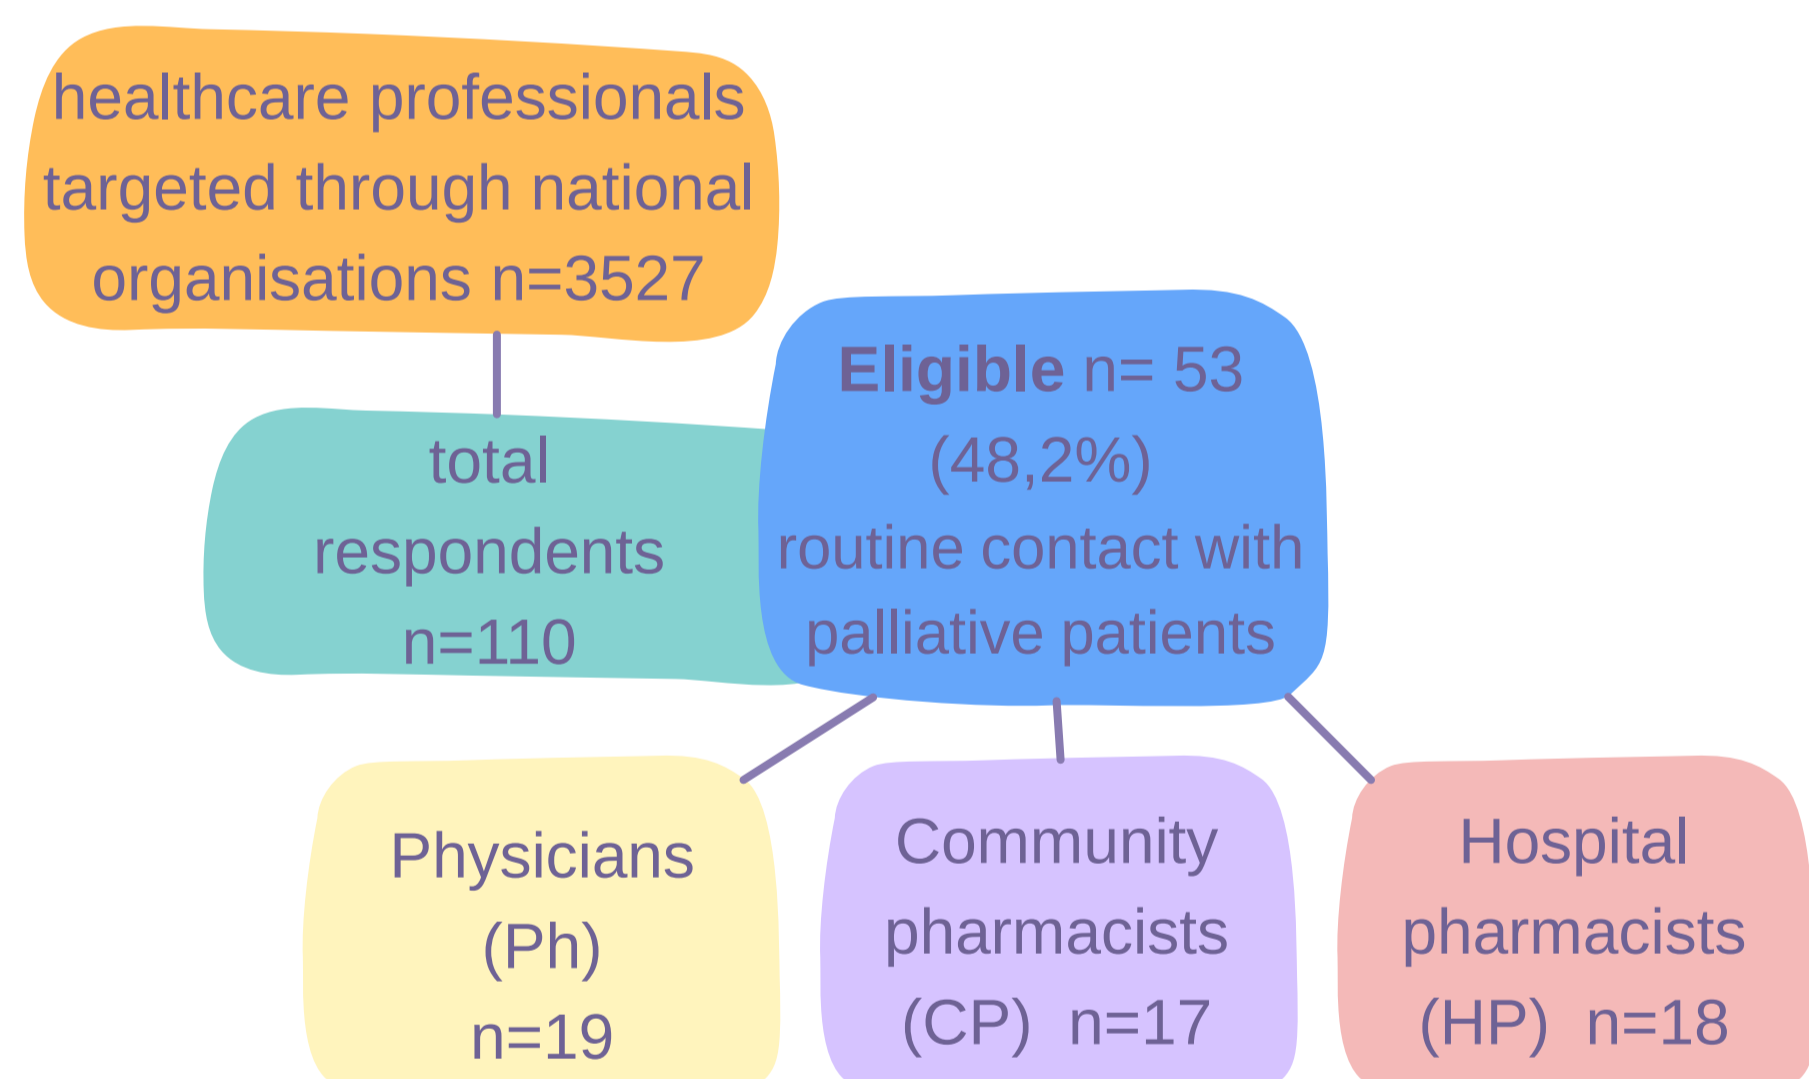 healthcare professionals
targeted through national
organisations n=3527
total
respondents
n=110
Eligible n= 53
(48,2%)
routine contact with
palliative patients
Physicians
(Ph)
n=19
Community
pharmacists
(CP)  n=17
Hospital
pharmacists
(HP)  n=18